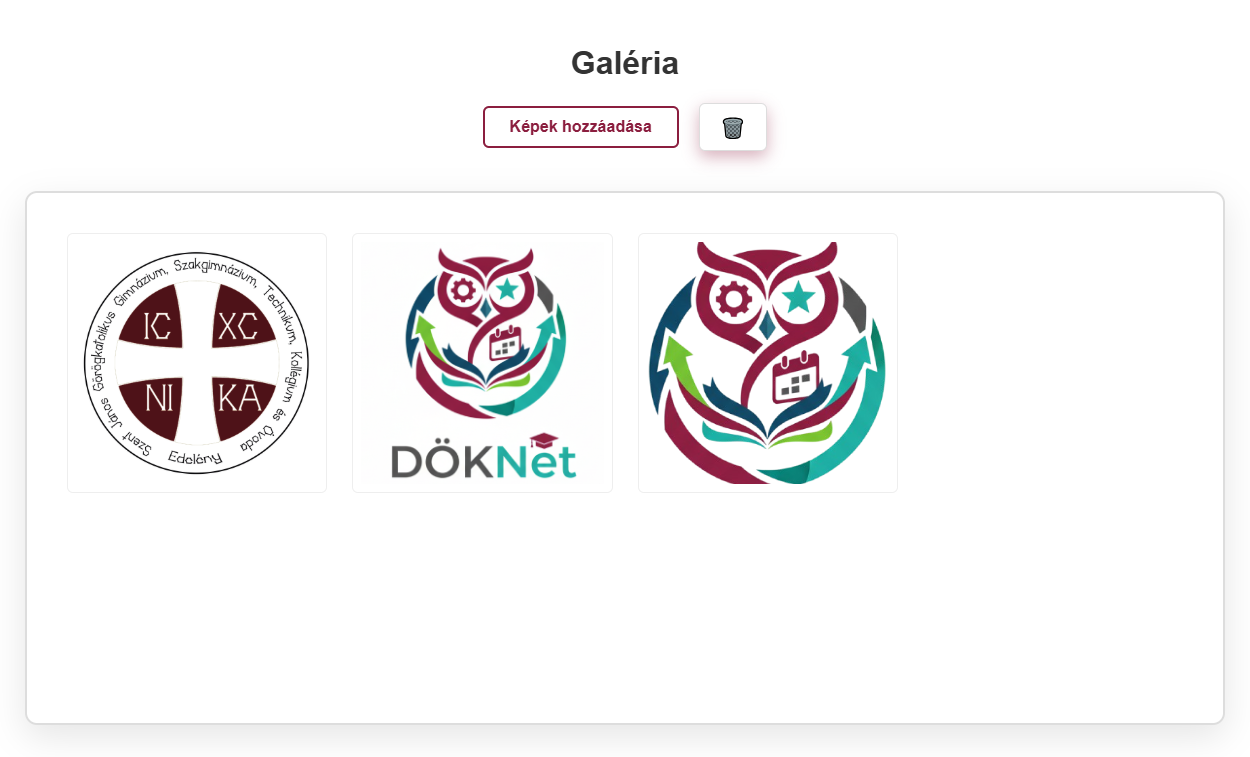 Galéria
Képek hozzáadása
Szent János Görögkatolikus Gimnázium, Szakgimnázium, Technikum, Kollégium és Óvoda
Edelény
IC XC
NI KA
DÖKNet